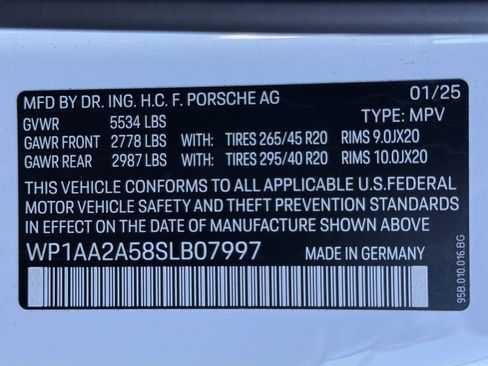 MFD BY DR. ING. H.C. F. PORSCHE AG 01/25
GVWR 5534 LBS TYPE: MPV
GAWR FRONT 2778 LBS WITH: TIRES 265/45 R20 RIMS 9.0JX20
GAWR REAR 2987 LBS WITH: TIRES 295/40 R20 RIMS 10.0JX20
THIS VEHICLE CONFORMS TO ALL APPLICABLE U.S.FEDERAL
MOTOR VEHICLE SAFETY AND THEFT PREVENTION STANDARDS
IN EFFECT ON THE DATE OF MANUFACTURE SHOWN ABOVE
WP1AA2A58SLB07997 MADE IN GERMANY
95B.010.016.BG